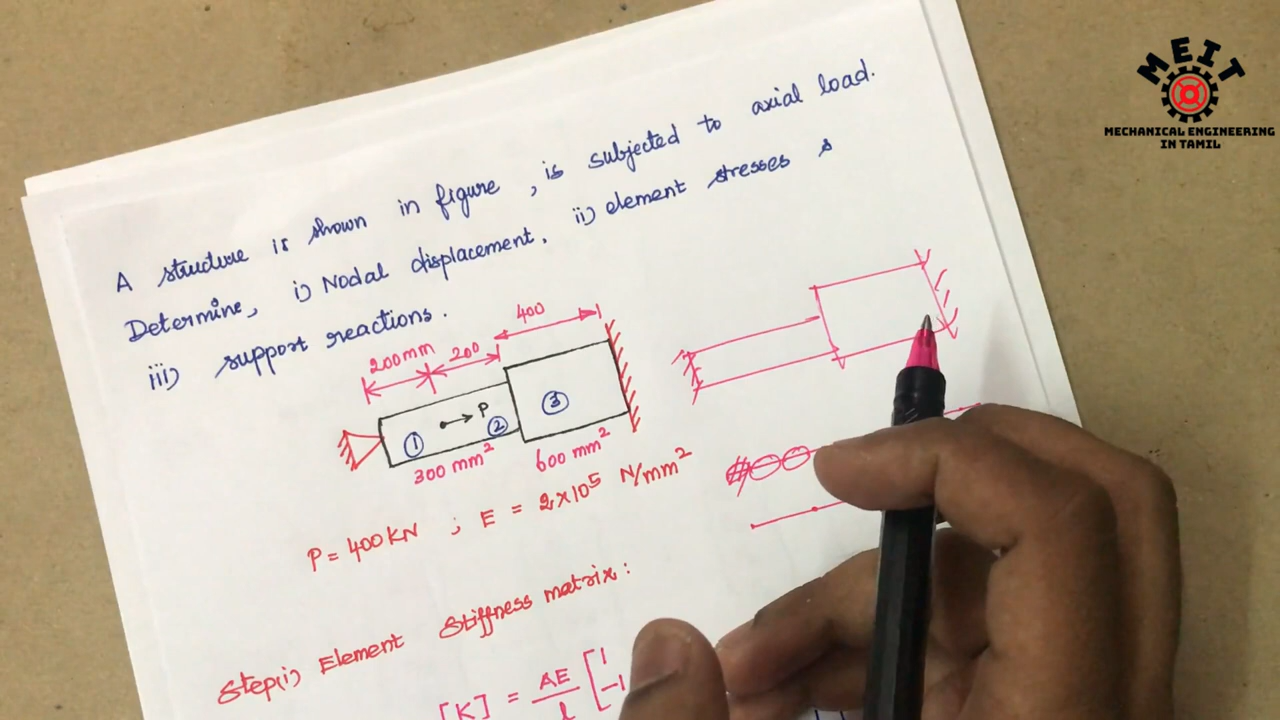 MEIT
MECHANICAL ENGINEERING
IN TAMIL
A structure is shown in figure, is subjected to axial load.
Determine, i) Nodal displacement. ii) element stresses &
iii) support reactions.
200mm 200 400
① P ② ③
300 mm² 600 mm²
P = 400 KN ; E = 2×10⁵ N/mm²
Step(i) Element Stiffness matrix:
[K] = AE/l [1
-1